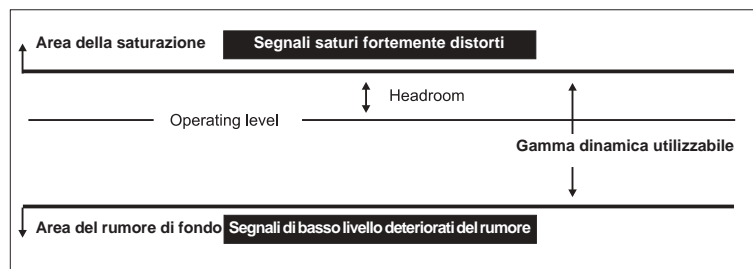 Area della saturazione
Segnali saturi fortemente distorti
Headroom
Operating level
Gamma dinamica utilizzabile
Area del rumore di fondo
Segnali di basso livello deteriorati del rumore